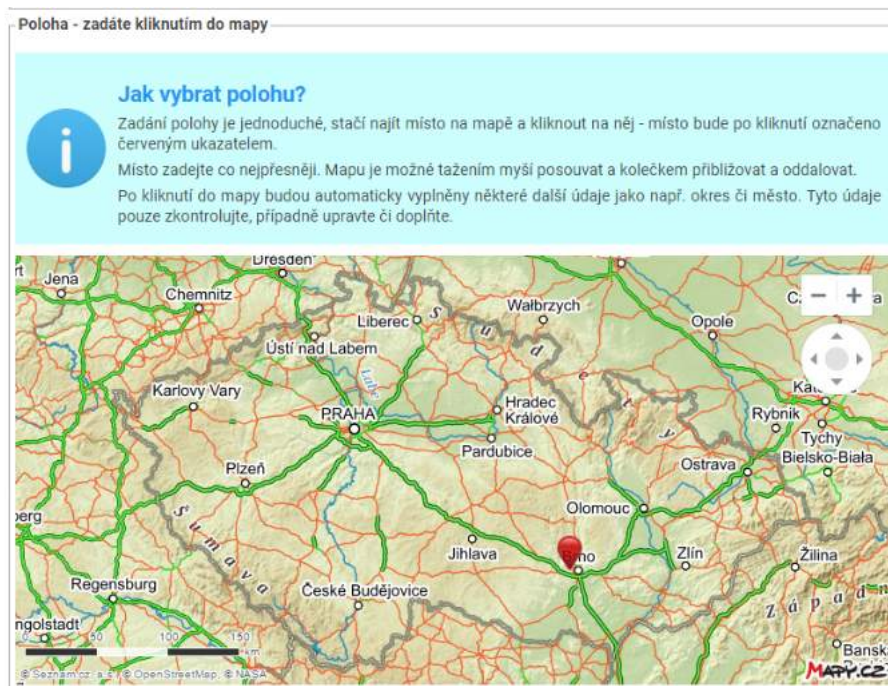 Poloha - zadáte kliknutím do mapy
Jak vybrat polohu?
Zadání polohy je jednoduché, stačí najít místo na mapě a kliknout na něj - místo bude po kliknutí označeno
červeným ukazatelem.
Místo zadejte co nejpřesněji. Mapu je možné tažením myší posouvat a kolečkem přibližovat a oddalovat.
Po kliknutí do mapy budou automaticky vyplněny některé další údaje jako např. okres či město. Tyto údaje
pouze zkontrolujte, případně upravte či doplňte.
Dresden
Jena
Chemnitz
Liberec
Wałbrzych
Opole
Ústí nad Labem
Labe
Sudety
Karlovy Vary
PRAHA
Hradec
Králové
Rybnik
Tychy
Pardubice
Bielsko-Biała
Plzeň
Ostrava
Olomouc
Šumava
Jihlava
Brno
Zlín
Žilina
Regensburg
České Budějovice
Západ
ngolstadt
50
100
150
km
Bansk
© Seznam.cz, a.s., © OpenStreetMap, © NASA
MAPY.CZ